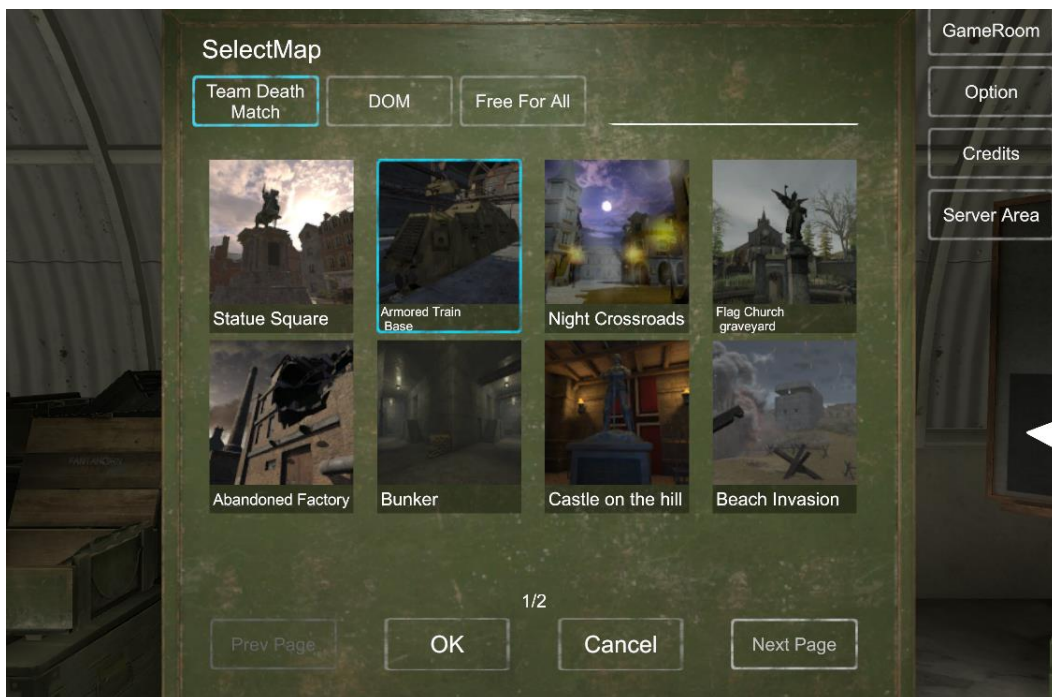 SelectMap
Team Death
Match
DOM
Free For All
GameRoom
Option
Credits
Server Area
Statue Square
Armored Train
Base
Night Crossroads
Flag Church
graveyard
Abandoned Factory
Bunker
Castle on the hill
Beach Invasion
1/2
Prev Page
OK
Cancel
Next Page